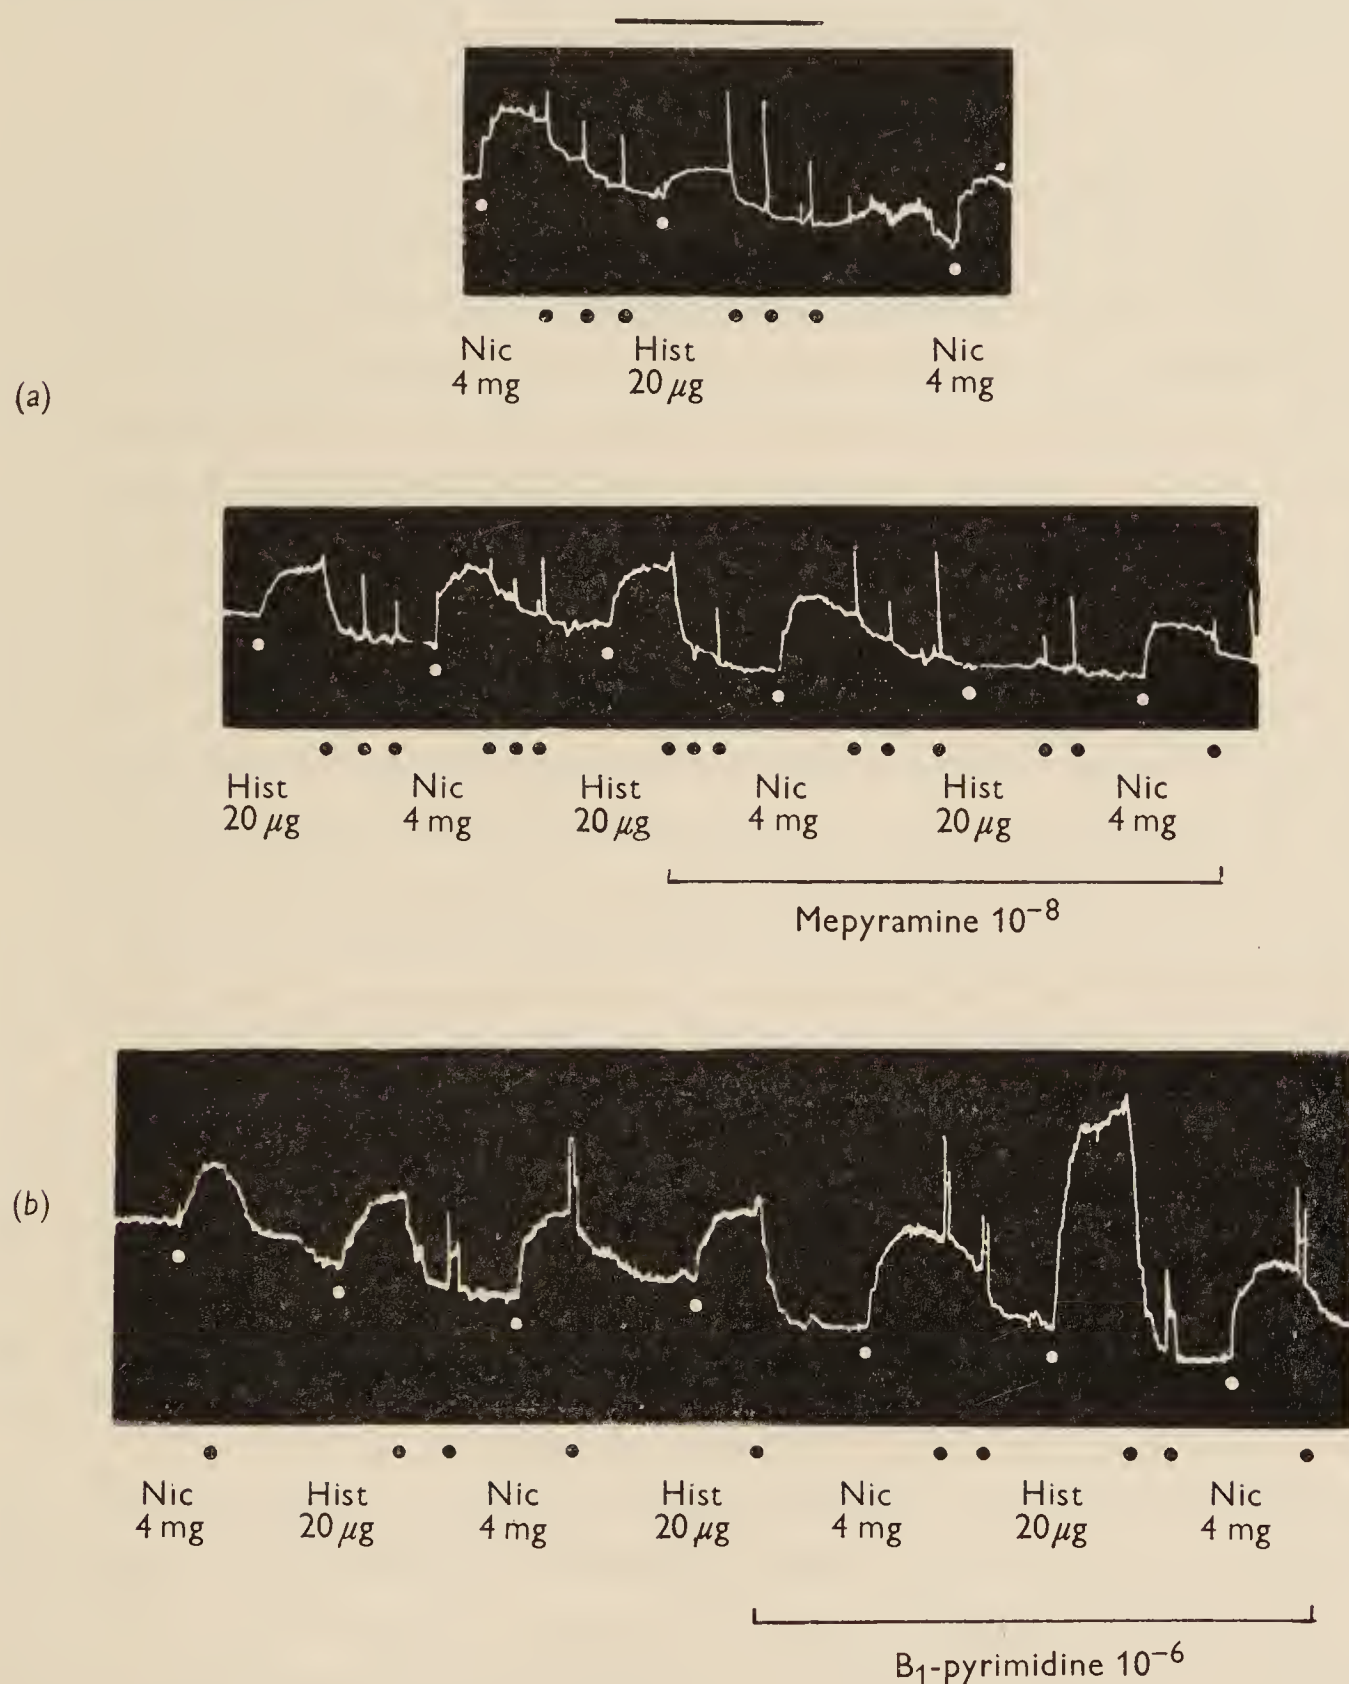 Nic Hist Nic
4 mg 20 µg 4 mg
(a)
Hist Nic Hist Nic Hist Nic
20 µg 4 mg 20 µg 4 mg 20 µg 4 mg
Mepyramine 10⁻⁸
(b)
Nic Hist Nic Hist Nic Hist Nic
4 mg 20 µg 4 mg 20 µg 4 mg 20 µg 4 mg
B₁-pyrimidine 10⁻⁶